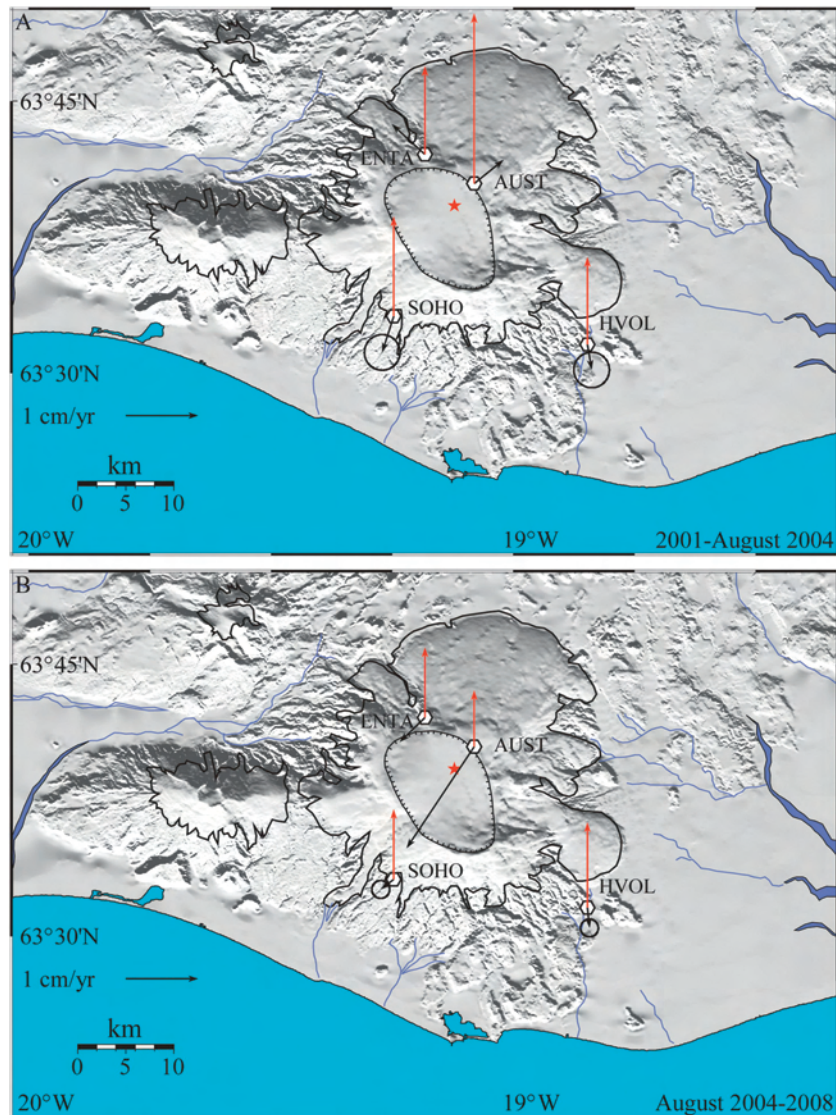 A
63°45'N
ENTA
AUST
SOHO
HVOL
63°30'N
1 cm/yr
km
0 5 10
20°W
19°W
2001-August 2004
B
63°45'N
ENTA
AUST
SOHO
HVOL
63°30'N
1 cm/yr
km
0 5 10
20°W
19°W
August 2004-2008